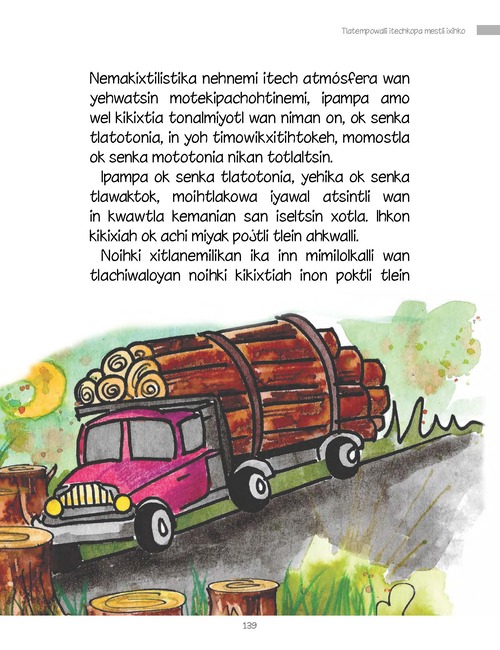 Tlatempowalli itechkopa mestli ixihko
Nemakixtilistika nehnemi itech atmósfera wan
yehwatsin motekipachohtinemi, ipampa amo
wel kikixtia tonalmiyotl wan niman on, ok senka
tlatotonia, in yoh timowikxitihtokeh, momostla
ok senka mototonia nikan totlaltsin.
Ipampa ok senka tlatotonia, yehika ok senka
tlawaktok, moihtlakowa iyawal atsintli wan
in kwawtla kemanian san iseltsin xotla. Ihkon
kikixiah ok achi miyak poktli tlein ahkwalli.
Noihki xitlanemilikan ika inn mimilolkalli wan
tlachiwaloyan noihki kikixtiah inon poktli tlein
139